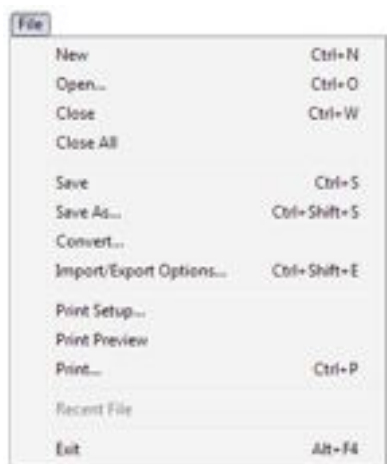 File
New Ctrl+N
Open... Ctrl+O
Close Ctrl+W
Close All
Save Ctrl+S
Save As... Ctrl+Shift+S
Convert...
Import/Export Options... Ctrl+Shift+E
Print Setup...
Print Preview
Print... Ctrl+P
Recent File
Exit Alt+F4